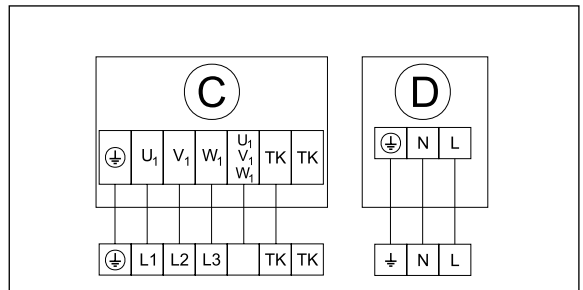 C D
⏚ U₁ V₁ W₁ U₁ V₁ W₁ TK TK ⏚ N L
⏚ L1 L2 L3 TK TK ⏚ N L